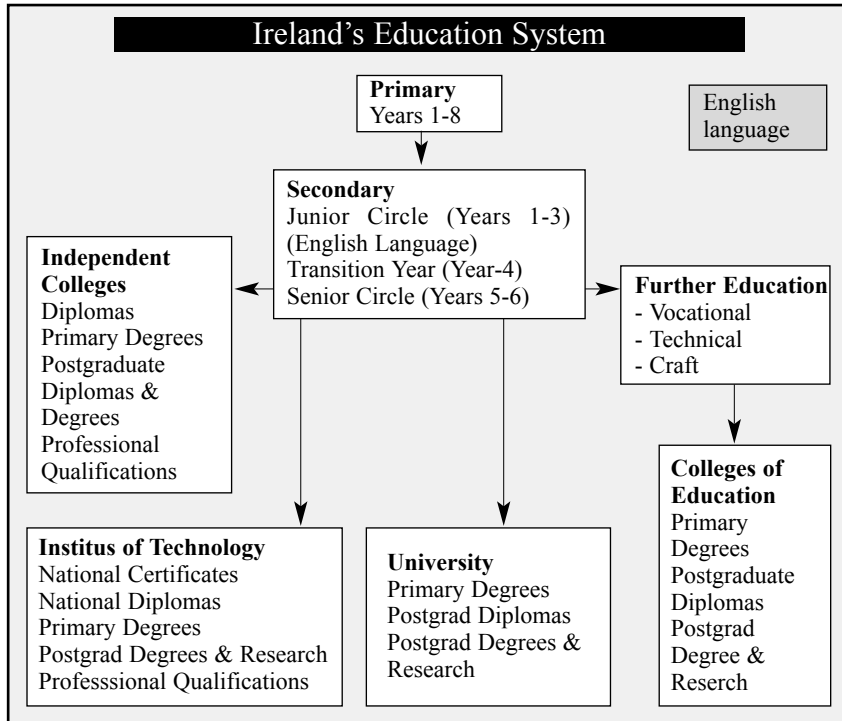 Ireland's Education System
Primary
Years 1-8
English
language
Secondary
Junior Circle (Years 1-3)
(English Language)
Transition Year (Year-4)
Senior Circle (Years 5-6)
Independent
Colleges
Diplomas
Primary Degrees
Postgraduate
Diplomas &
Degrees
Professional
Qualifications
Further Education
- Vocational
- Technical
- Craft
Institus of Technology
National Certificates
National Diplomas
Primary Degrees
Postgrad Degrees & Research
Professsional Qualifications
University
Primary Degrees
Postgrad Diplomas
Postgrad Degrees &
Research
Colleges of
Education
Primary
Degrees
Postgraduate
Diplomas
Postgrad
Degree &
Reserch